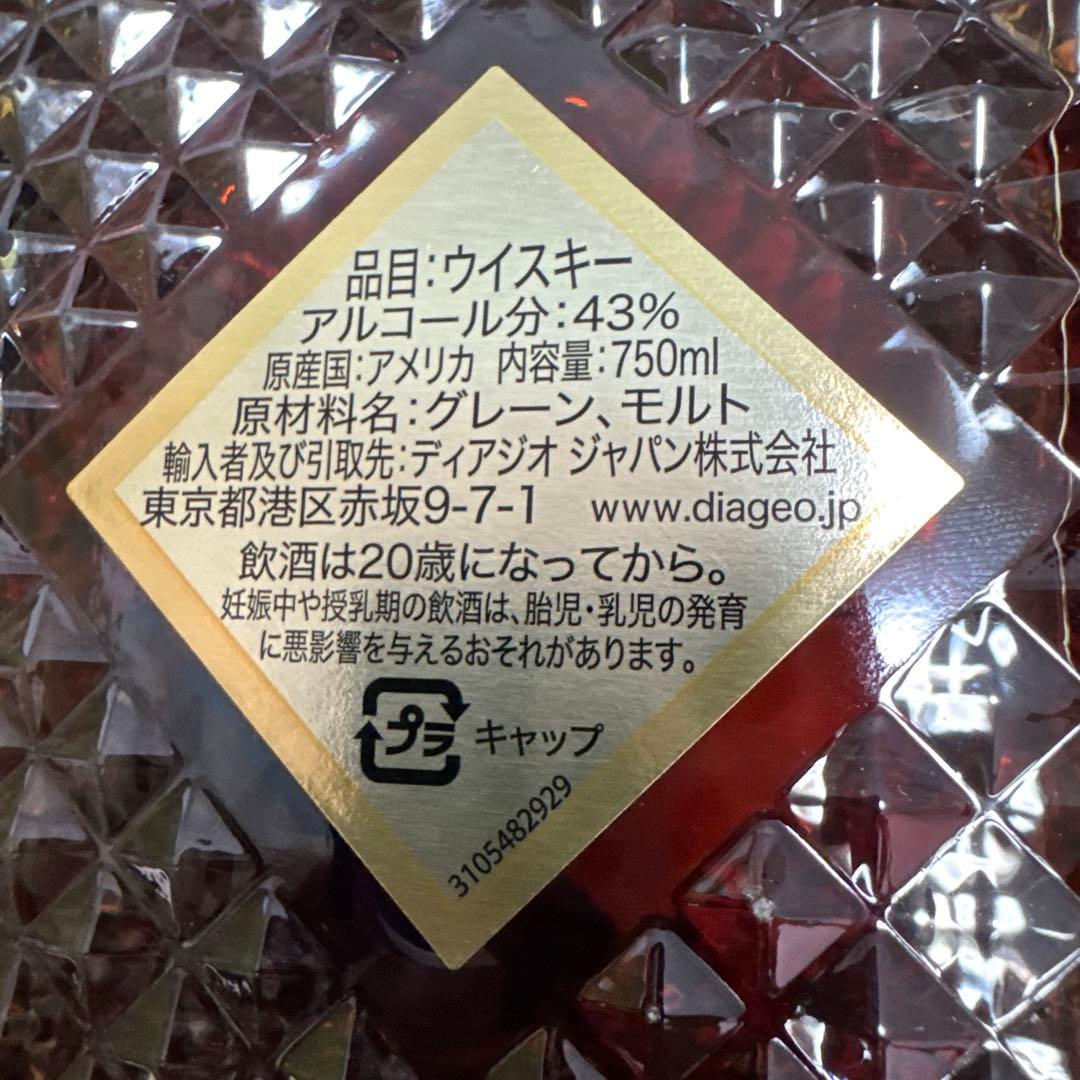 品目:ウイスキー
アルコール分:43%
原産国:アメリカ 内容量:750ml
原材料名:グレーン、モルト
輸入者及び引取先:ディアジオ ジャパン株式会社
東京都港区赤坂9-7-1 www.diageo.jp
飲酒は20歳になってから。
妊娠中や授乳期の飲酒は、胎児・乳児の発育
に悪影響を与えるおそれがあります。
プラ キャップ
3105482929